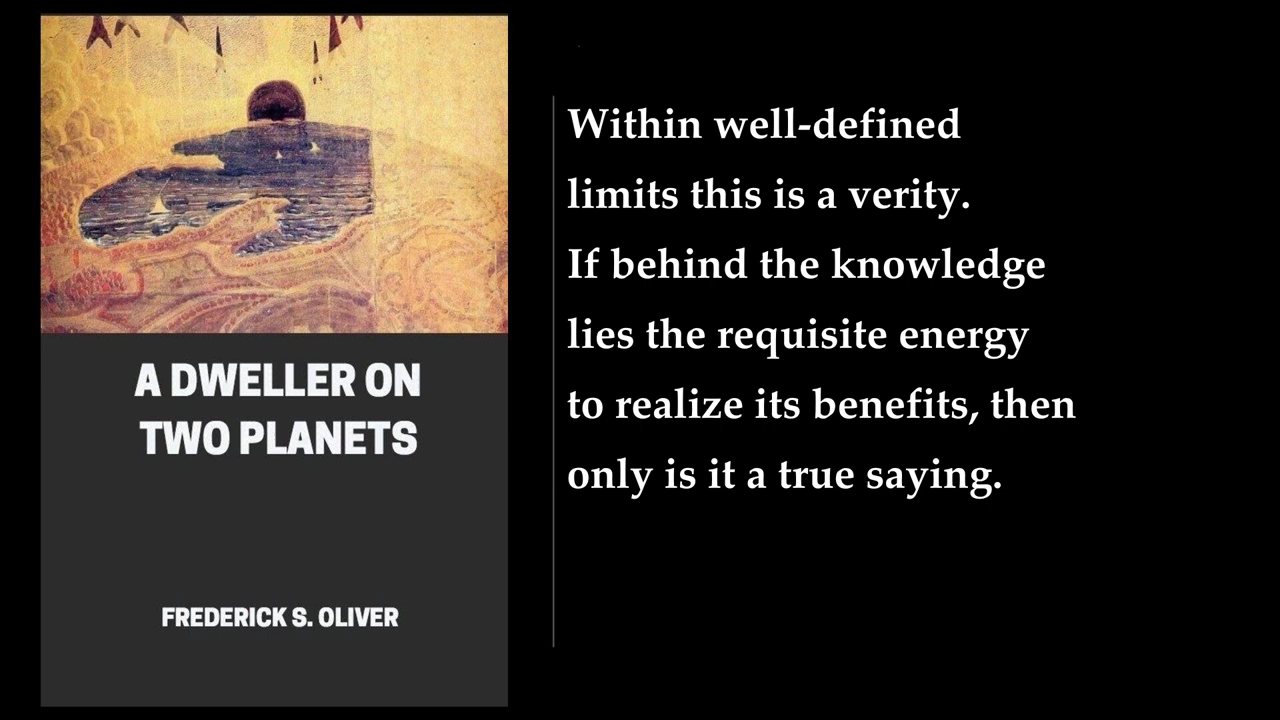 A DWELLER ON
TWO PLANETS
FREDERICK S. OLIVER
Within well-defined
limits this is a verity.
If behind the knowledge
lies the requisite energy
to realize its benefits, then
only is it a true saying.